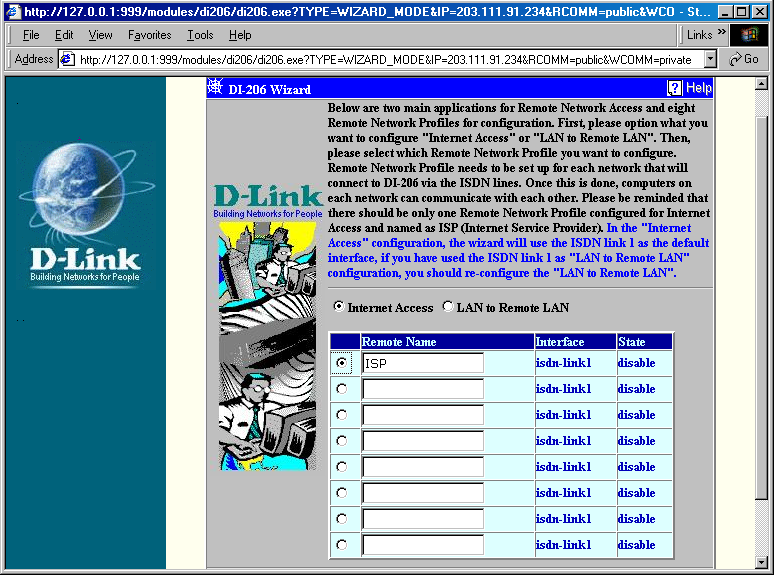 http://127.0.0.1:999/modules/di206/di206.exe?TYPE=WIZARD_MODE&IP=203.111.91.234&RCOMM=public&WCO - St...
File Edit View Favorites Tools Help Links »
Address http://127.0.0.1:999/modules/di206/di206.exe?TYPE=WIZARD_MODE&IP=203.111.91.234&RCOMM=public&WCOMM=private Go
D-Link
Building Networks for People
DI-206 Wizard ? Help
D-Link
Building Networks for People
Below are two main applications for Remote Network Access and eight
Remote Network Profiles for configuration. First, please option what you
want to configure "Internet Access" or "LAN to Remote LAN". Then,
please select which Remote Network Profile you want to configure.
Remote Network Profile needs to be set up for each network that will
connect to DI-206 via the ISDN lines. Once this is done, computers on
each network can communicate with each other. Please be reminded that
there should be only one Remote Network Profile configured for Internet
Access and named as ISP (Internet Service Provider). In the "Internet
Access" configuration, the wizard will use the ISDN link 1 as the default
interface, if you have used the ISDN link 1 as "LAN to Remote LAN"
configuration, you should re-configure the "LAN to Remote LAN".
Internet Access LAN to Remote LAN
Remote Name Interface State
ISP isdn-link1 disable
isdn-link1 disable
isdn-link1 disable
isdn-link1 disable
isdn-link1 disable
isdn-link1 disable
isdn-link1 disable
isdn-link1 disable